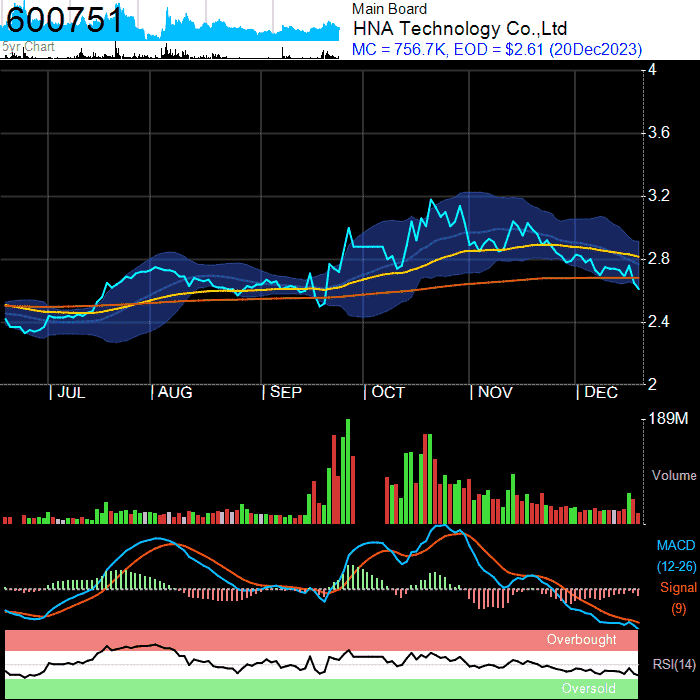 600751
5yr Chart
Main Board
HNA Technology Co.,Ltd
MC = 756.7K, EOD = $2.61 (20Dec2023)
4
3.6
3.2
2.8
2.4
2
| JUL | AUG | SEP | OCT | NOV | DEC
189M
Volume
MACD
(12-26)
Signal
(9)
Overbought
RSI(14)
Oversold